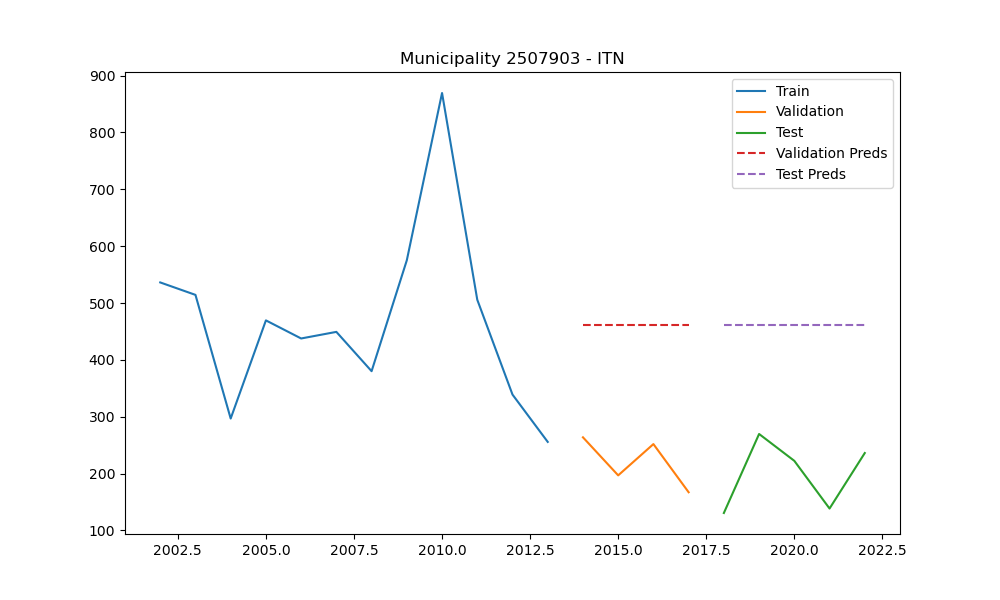 Municipality 2507903 - ITN
900
800
700
600
500
400
300
200
100
2002.5 2005.0 2007.5 2010.0 2012.5 2015.0 2017.5 2020.0 2022.5
Train
Validation
Test
Validation Preds
Test Preds